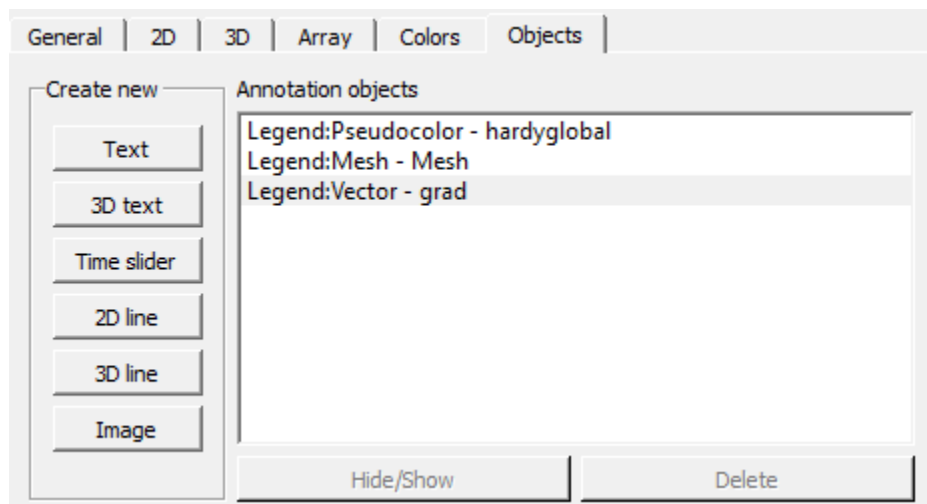 General 2D 3D Array Colors Objects
Create new
Text
3D text
Time slider
2D line
3D line
Image
Annotation objects
Legend:Pseudocolor - hardyglobal
Legend:Mesh - Mesh
Legend:Vector - grad
Hide/Show Delete